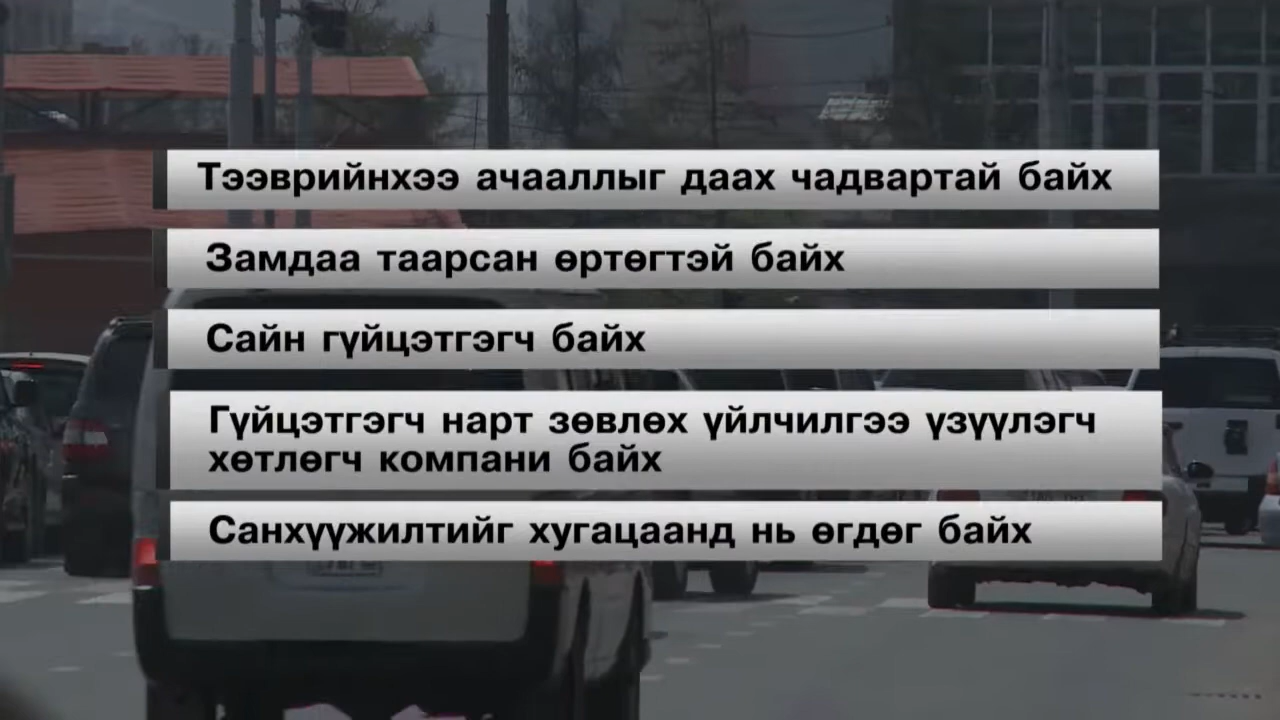 Тээврийнхээ ачааллыг даах чадвартай байх
Замдаа таарсан өртөгтэй байх
Сайн гүйцэтгэгч байх
Гүйцэтгэгч нарт зөвлөх үйлчилгээ үзүүлэгч
хөтлөгч компани байх
Санхүүжилтийг хугацаанд нь өгдөг байх